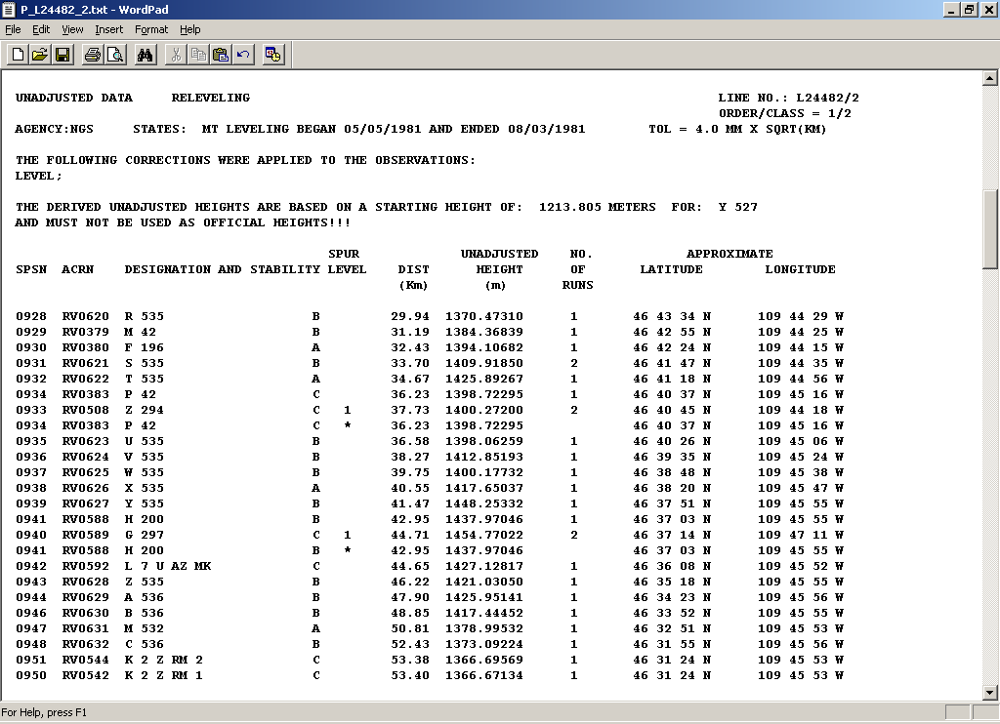 P_L24482_2.txt - WordPad
File Edit View Insert Format Help
UNADJUSTED DATA RELEVELING LINE NO.: L24482/2
ORDER/CLASS = 1/2
AGENCY:NGS STATES: MT LEVELING BEGAN 05/05/1981 AND ENDED 08/03/1981 TOL = 4.0 MM X SQRT(KM)
THE FOLLOWING CORRECTIONS WERE APPLIED TO THE OBSERVATIONS:
LEVEL;
THE DERIVED UNADJUSTED HEIGHTS ARE BASED ON A STARTING HEIGHT OF: 1213.805 METERS FOR: Y 527
AND MUST NOT BE USED AS OFFICIAL HEIGHTS!!!
SPUR UNADJUSTED NO. APPROXIMATE
SPSN ACRN DESIGNATION AND STABILITY LEVEL DIST HEIGHT OF LATITUDE LONGITUDE
(Km) (m) RUNS
0928 RV0620 R 535 B 29.94 1370.47310 1 46 43 34 N 109 44 29 W
0929 RV0379 M 42 B 31.19 1384.36839 1 46 42 55 N 109 44 25 W
0930 RV0380 F 196 A 32.43 1394.10682 1 46 42 24 N 109 44 15 W
0931 RV0621 S 535 B 33.70 1409.91850 2 46 41 47 N 109 44 35 W
0932 RV0622 T 535 A 34.67 1425.89267 1 46 41 18 N 109 44 56 W
0934 RV0383 P 42 C 36.23 1398.72295 1 46 40 37 N 109 45 16 W
0933 RV0508 Z 294 C 1 37.73 1400.27200 2 46 40 45 N 109 44 18 W
0934 RV0383 P 42 C * 36.23 1398.72295 46 40 37 N 109 45 16 W
0935 RV0623 U 535 B 36.58 1398.06259 1 46 40 26 N 109 45 06 W
0936 RV0624 V 535 B 38.27 1412.85193 1 46 39 35 N 109 45 24 W
0937 RV0625 W 535 B 39.75 1400.17732 1 46 38 48 N 109 45 38 W
0938 RV0626 X 535 A 40.55 1417.65037 1 46 38 20 N 109 45 47 W
0939 RV0627 Y 535 B 41.47 1448.25332 1 46 37 51 N 109 45 55 W
0941 RV0588 H 200 B 42.95 1437.97046 1 46 37 03 N 109 45 55 W
0940 RV0589 G 297 C 1 44.71 1454.77022 2 46 37 14 N 109 47 11 W
0941 RV0588 H 200 B * 42.95 1437.97046 46 37 03 N 109 45 55 W
0942 RV0592 L 7 U AZ MK C 44.65 1427.12817 1 46 36 08 N 109 45 52 W
0943 RV0628 Z 535 B 46.22 1421.03050 1 46 35 18 N 109 45 55 W
0944 RV0629 A 536 B 47.90 1425.95141 1 46 34 23 N 109 45 56 W
0946 RV0630 B 536 B 48.85 1417.44452 1 46 33 52 N 109 45 55 W
0947 RV0631 M 532 A 50.81 1378.99532 1 46 32 51 N 109 45 53 W
0948 RV0632 C 536 B 52.43 1373.09224 1 46 31 55 N 109 45 56 W
0951 RV0544 K 2 Z RM 2 C 53.38 1366.69569 1 46 31 24 N 109 45 53 W
0950 RV0542 K 2 Z RM 1 C 53.40 1366.67134 1 46 31 24 N 109 45 53 W
For Help, press F1